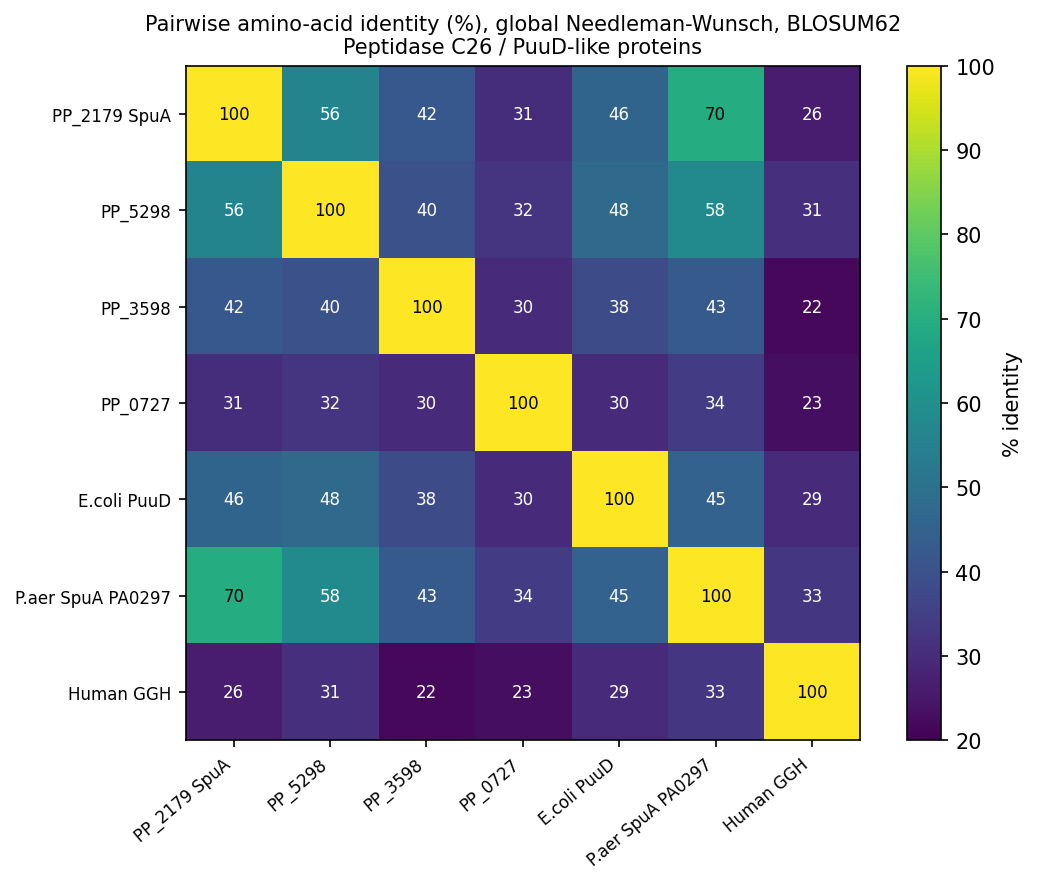 Pairwise amino-acid identity (%), global Needleman-Wunsch, BLOSUM62
Peptidase C26 / PuuD-like proteins
PP_2179 SpuA 100 56 42 31 46 70 26
PP_5298 56 100 40 32 48 58 31
PP_3598 42 40 100 30 38 43 22
PP_0727 31 32 30 100 30 34 23
E.coli PuuD 46 48 38 30 100 45 29
P.aer SpuA PA0297 70 58 43 34 45 100 33
Human GGH 26 31 22 23 29 33 100
PP_2179 SpuA
PP_5298
PP_3598
PP_0727
E.coli PuuD
P.aer SpuA PA0297
Human GGH
100
90
80
70
60
50
40
30
20
% identity